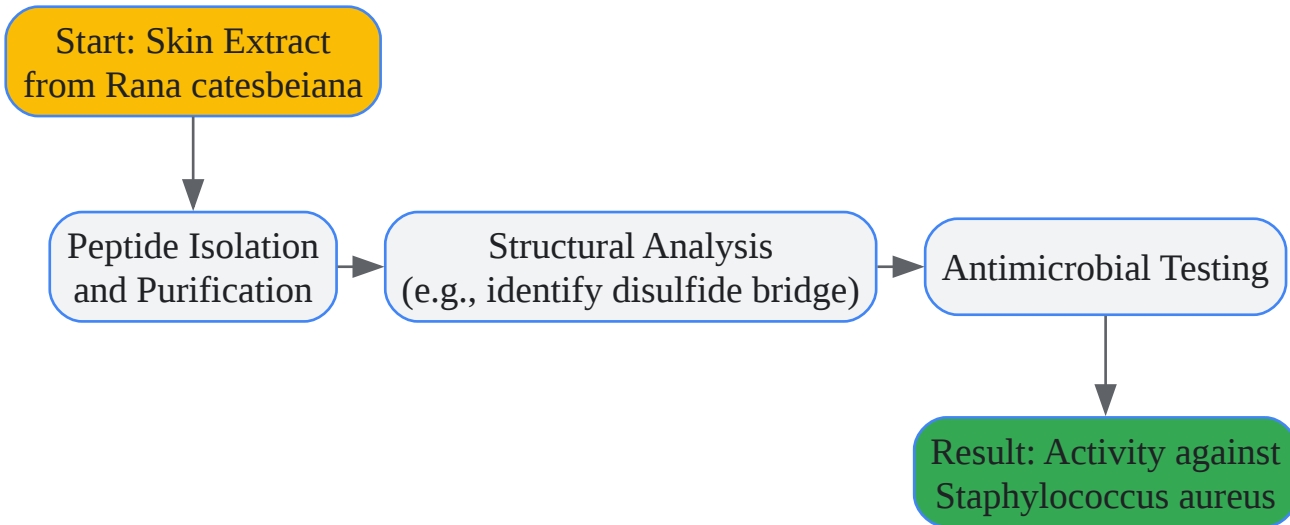 Start: Skin Extract
from Rana catesbeiana
Peptide Isolation
and Purification
Structural Analysis
(e.g., identify disulfide bridge)
Antimicrobial Testing
Result: Activity against
Staphylococcus aureus